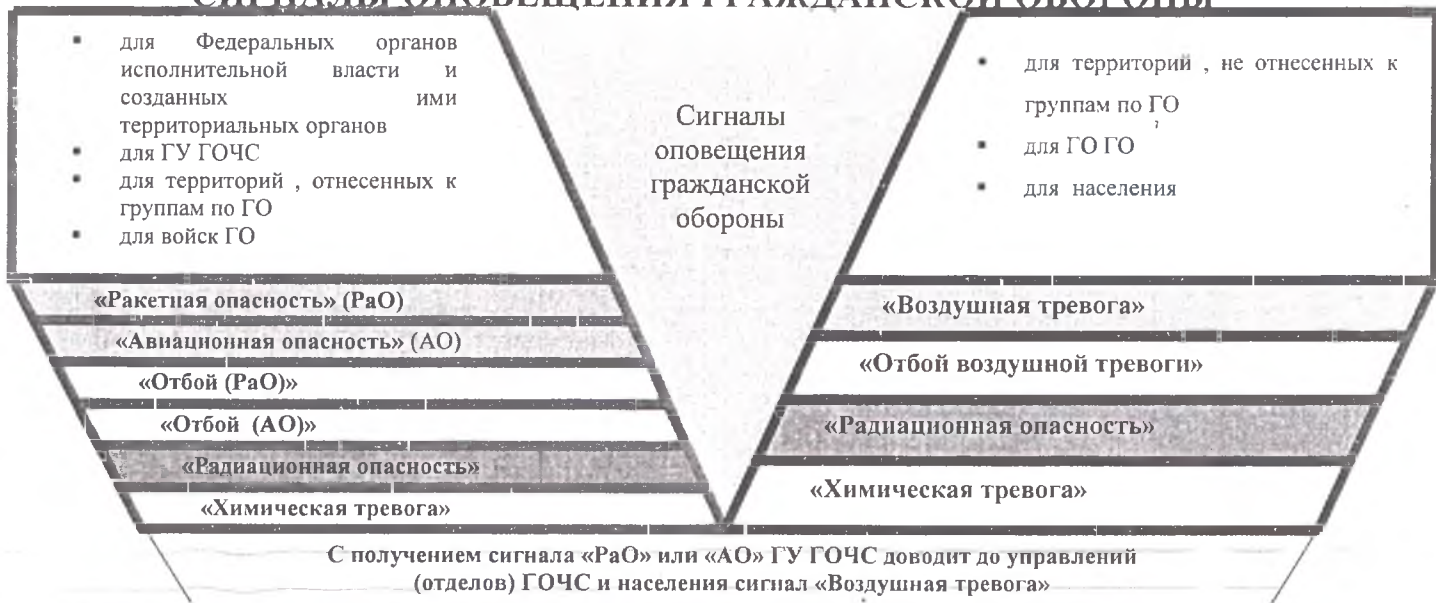 СИГНАЛЫ ОПОВЕЩЕНИЯ ГРАЖДАНСКОЙ ОБОРОНЫ
▪ для Федеральных органов
исполнительной власти и
созданных ими
территориальных органов
▪ для ГУ ГОЧС
▪ для территорий , отнесенных к
группам по ГО
▪ для войск ГО
Сигналы
оповещения
гражданской
обороны
▪ для территорий , не отнесенных к
группам по ГО
▪ для ГО ГО
▪ для населения
«Ракетная опасность» (РаО)
«Авиационная опасность» (АО)
«Отбой (РаО)»
«Отбой (АО)»
«Радиационная опасность»
«Химическая тревога»
«Воздушная тревога»
«Отбой воздушной тревоги»
«Радиационная опасность»
«Химическая тревога»
С получением сигнала «РаО» или «АО» ГУ ГОЧС доводит до управлений
(отделов) ГОЧС и населения сигнал «Воздушная тревога»